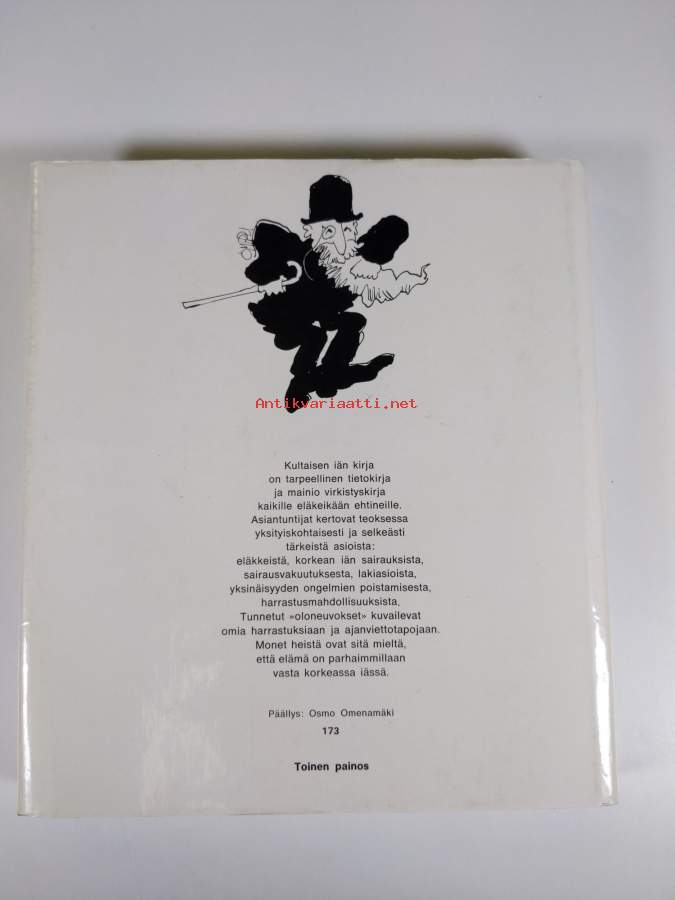 Antikvariaatti.net
Kultaisen iän kirja
on tarpeellinen tietokirja
ja mainio virkistyskirja
kaikille eläkeikään ehtineille.
Asiantuntijat kertovat teoksessa
yksityiskohtaisesti ja selkeästi
tärkeistä asioista:
eläkkeistä, korkean iän sairauksista,
sairausvakuutuksesta, lakiasioista,
yksinäisyyden ongelmien poistamisesta,
harrastusmahdollisuuksista.
Tunnetut »oloneuvokset» kuvailevat
omia harrastuksiaan ja ajanviettotapojaan.
Monet heistä ovat sitä mieltä,
että elämä on parhaimmillaan
vasta korkeassa iässä.
Päällys: Osmo Omenamäki
173
Toinen painos